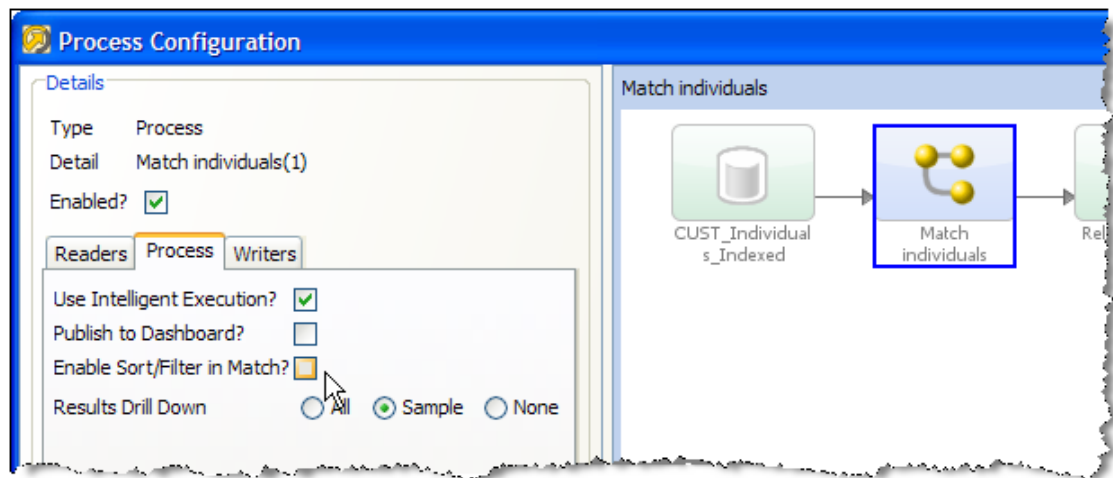 Process Configuration
Details
Type Process
Detail Match individuals(1)
Enabled?
Readers Process Writers
Use Intelligent Execution?
Publish to Dashboard?
Enable Sort/Filter in Match?
Results Drill Down All Sample None
Match individuals
CUST_Individual
s_Indexed
Match
individuals
Rel